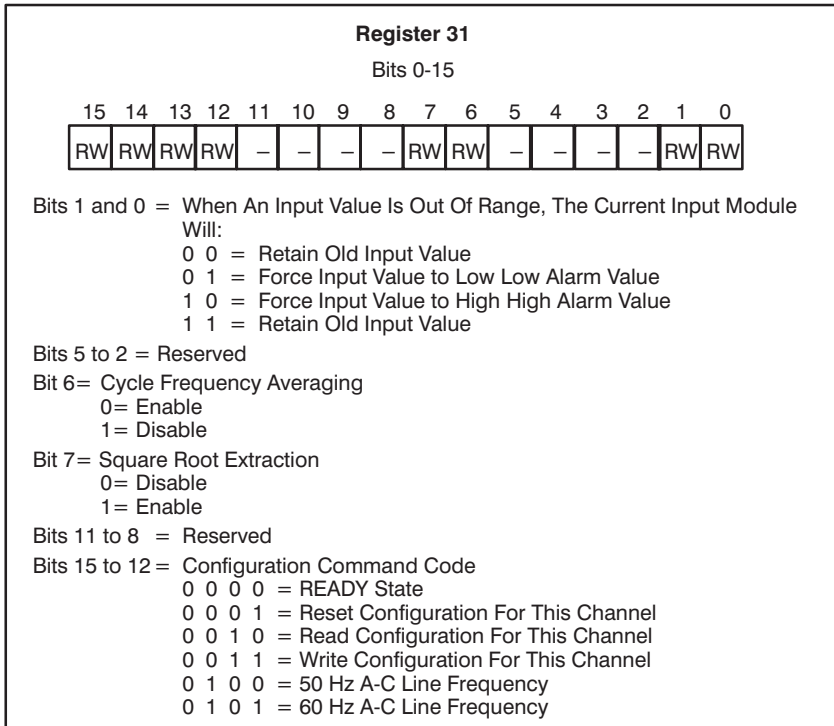 Register 31
Bits 0-15
15 14 13 12 11 10 9 8 7 6 5 4 3 2 1 0
RW RW RW RW – – – – RW RW – – – – RW RW
Bits 1 and 0 = When An Input Value Is Out Of Range, The Current Input Module
Will:
0 0 = Retain Old Input Value
0 1 = Force Input Value to Low Low Alarm Value
1 0 = Force Input Value to High High Alarm Value
1 1 = Retain Old Input Value
Bits 5 to 2 = Reserved
Bit 6= Cycle Frequency Averaging
0= Enable
1= Disable
Bit 7= Square Root Extraction
0= Disable
1= Enable
Bits 11 to 8 = Reserved
Bits 15 to 12 = Configuration Command Code
0 0 0 0 = READY State
0 0 0 1 = Reset Configuration For This Channel
0 0 1 0 = Read Configuration For This Channel
0 0 1 1 = Write Configuration For This Channel
0 1 0 0 = 50 Hz A-C Line Frequency
0 1 0 1 = 60 Hz A-C Line Frequency